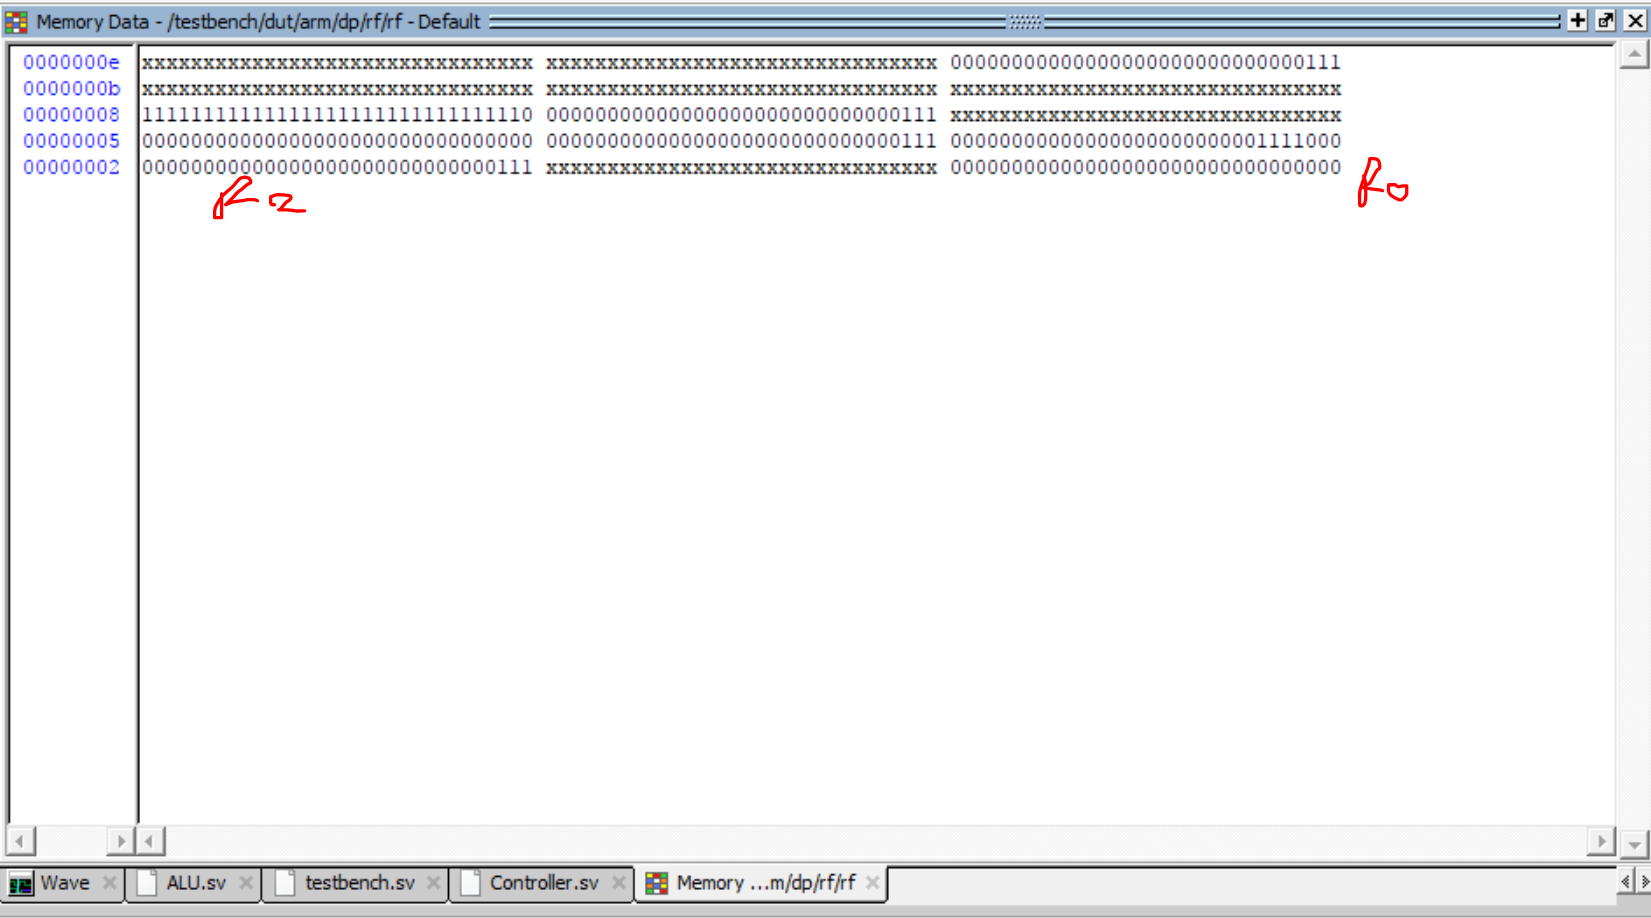 Memory Data - /testbench/dut/arm/dp/rf/rf - Default
0000000e xxxxxxxxxxxxxxxxxxxxxxxxxxxxxxxx xxxxxxxxxxxxxxxxxxxxxxxxxxxxxxxx 00000000000000000000000000000111
0000000b xxxxxxxxxxxxxxxxxxxxxxxxxxxxxxxx xxxxxxxxxxxxxxxxxxxxxxxxxxxxxxxx xxxxxxxxxxxxxxxxxxxxxxxxxxxxxxxx
00000008 11111111111111111111111111111110 00000000000000000000000000000111 xxxxxxxxxxxxxxxxxxxxxxxxxxxxxxxx
00000005 00000000000000000000000000000000 00000000000000000000000000000111 00000000000000000000000001111000
00000002 00000000000000000000000000000111 xxxxxxxxxxxxxxxxxxxxxxxxxxxxxxxx 00000000000000000000000000000000
R2 R0
Wave ALU.sv testbench.sv Controller.sv Memory ...m/dp/rf/rf